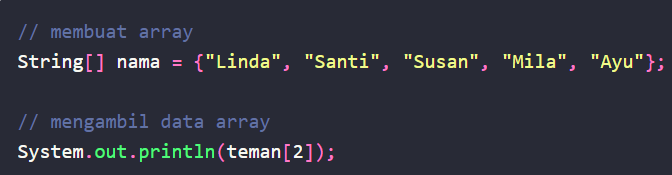 // membuat array
String[] nama = {"Linda", "Santi", "Susan", "Mila", "Ayu"};
// mengambil data array
System.out.println(teman[2]);